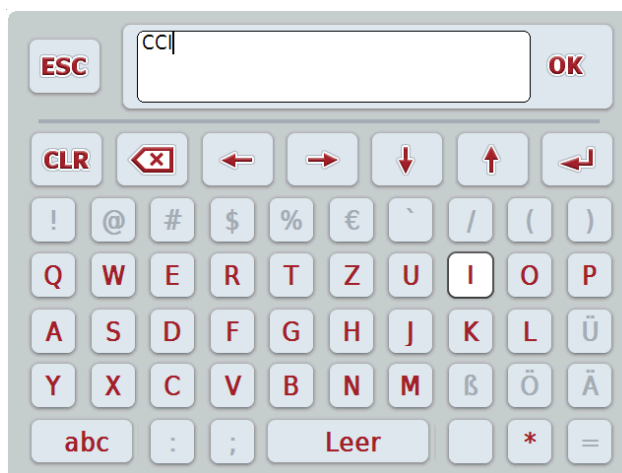 ESC CCI OK
CLR
! @ # $ % € ` / ( )
Q W E R T Z U I O P
A S D F G H J K L Ü
Y X C V B N M ß Ö Ä
abc : ; Leer * =